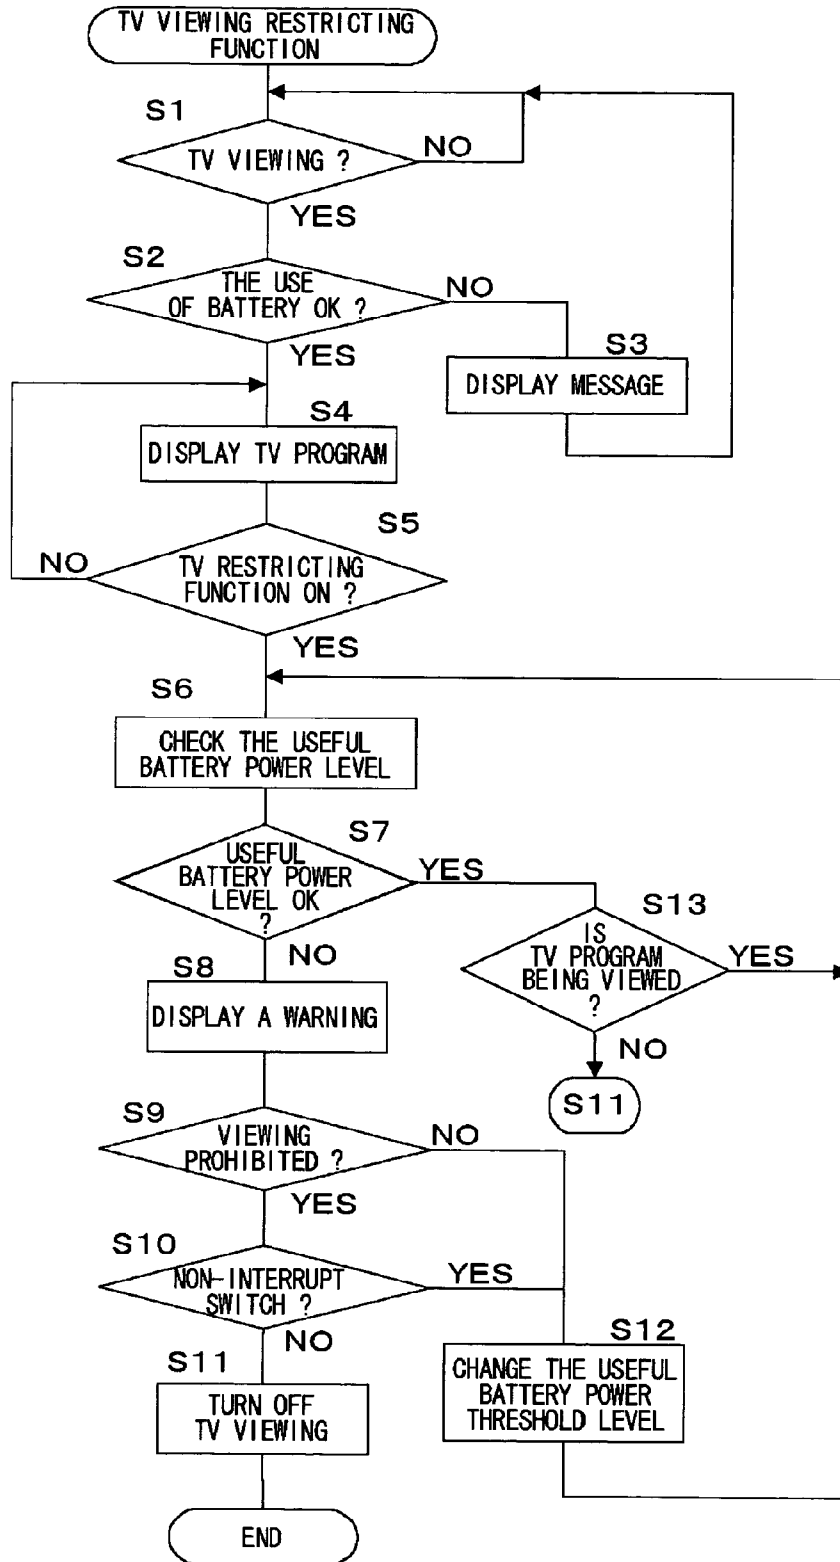 TV VIEWING RESTRICTING
FUNCTION
S1
TV VIEWING ?
NO
YES
S2
THE USE
OF BATTERY OK ?
NO
YES
S3
DISPLAY MESSAGE
S4
DISPLAY TV PROGRAM
S5
NO
TV RESTRICTING
FUNCTION ON ?
YES
S6
CHECK THE USEFUL
BATTERY POWER LEVEL
S7
USEFUL
BATTERY POWER
LEVEL OK
?
YES
NO
S13
IS
TV PROGRAM
BEING VIEWED
?
YES
NO
S11
S8
DISPLAY A WARNING
S9
VIEWING
PROHIBITED ?
NO
YES
S10
NON-INTERRUPT
SWITCH ?
YES
NO
S12
CHANGE THE USEFUL
BATTERY POWER
THRESHOLD LEVEL
S11
TURN OFF
TV VIEWING
END